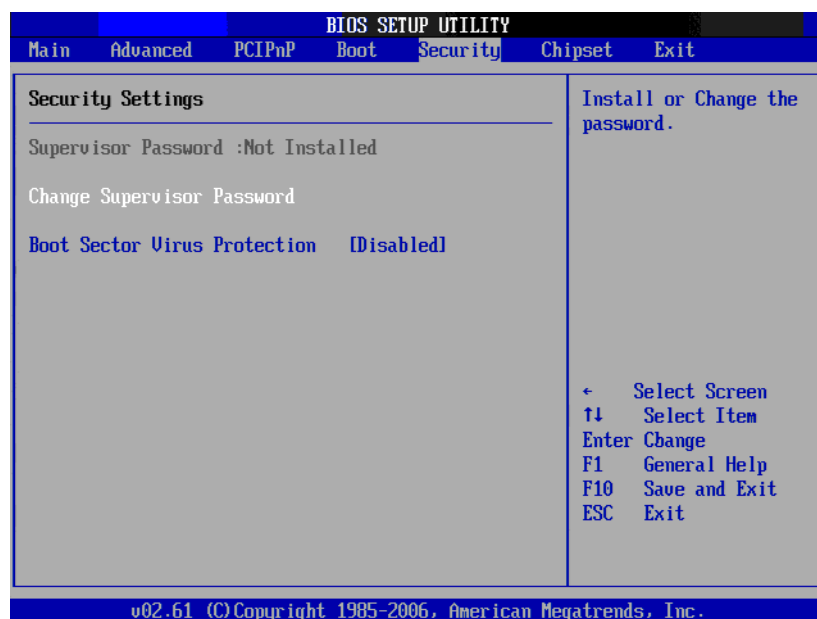 BIOS SETUP UTILITY
Main Advanced PCIPnP Boot Security Chipset Exit
Security Settings
Supervisor Password :Not Installed
Change Supervisor Password
Boot Sector Virus Protection [Disabled]
Install or Change the
password.
← Select Screen
↑↓ Select Item
Enter Cbange
F1 General Help
F10 Save and Exit
ESC Exit
v02.61 (C)Copyright 1985-2006, American Megatrends, Inc.